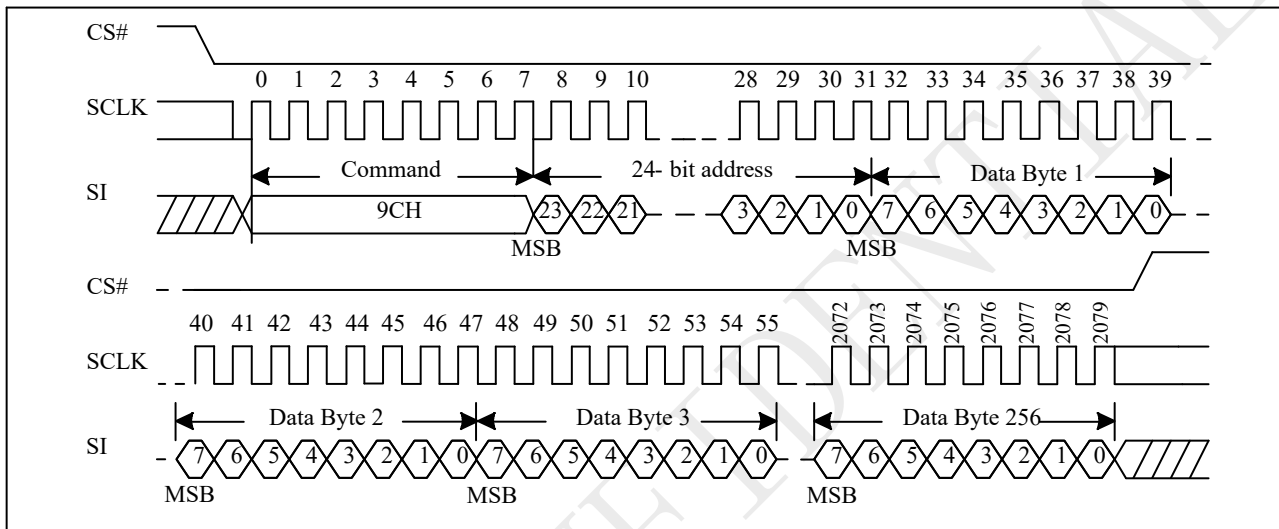 CS#
0 1 2 3 4 5 6 7 8 9 10 28 29 30 31 32 33 34 35 36 37 38 39
SCLK
Command 24- bit address Data Byte 1
SI
9CH 23 22 21 3 2 1 0 7 6 5 4 3 2 1 0
MSB MSB
CS#
40 41 42 43 44 45 46 47 48 49 50 51 52 53 54 55 2072 2073 2074 2075 2076 2077 2078 2079
SCLK
Data Byte 2 Data Byte 3 Data Byte 256
SI
7 6 5 4 3 2 1 0 7 6 5 4 3 2 1 0 7 6 5 4 3 2 1 0
MSB MSB MSB